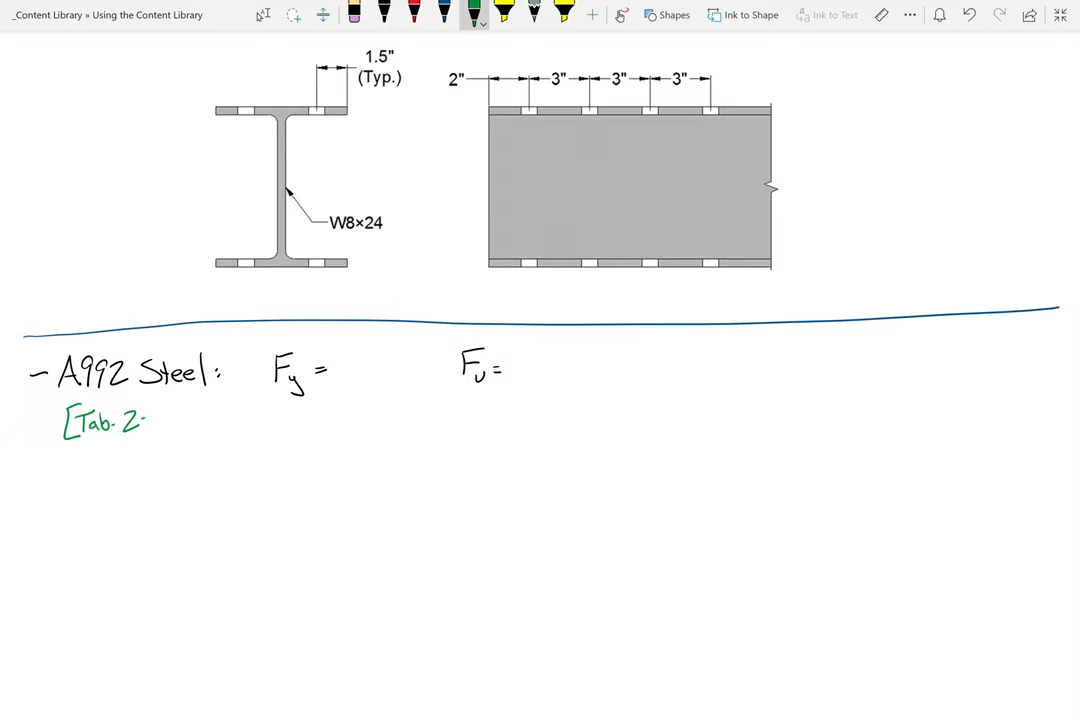 _Content Library » Using the Content Library
Shapes
Ink to Shape
Ink to Text
1.5"
(Typ.)
2"
3"
3"
3"
W8×24
- A992 Steel: Fy = Fu =
[Tab. 2-